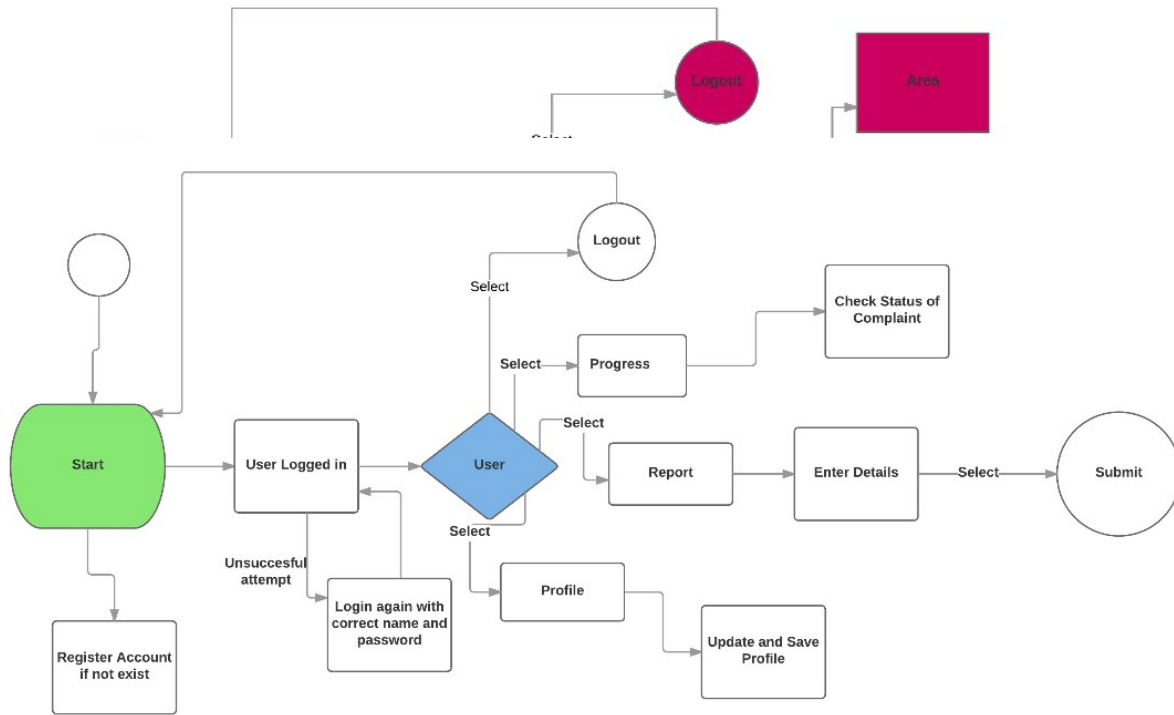 Logout
Area
Select
Logout
Select
Check Status of
Complaint
Select
Progress
Select
Start
User Logged in
User
Report
Enter Details
Select
Submit
Select
Unsuccesful
attempt
Profile
Login again with
correct name and
password
Update and Save
Profile
Register Account
if not exist